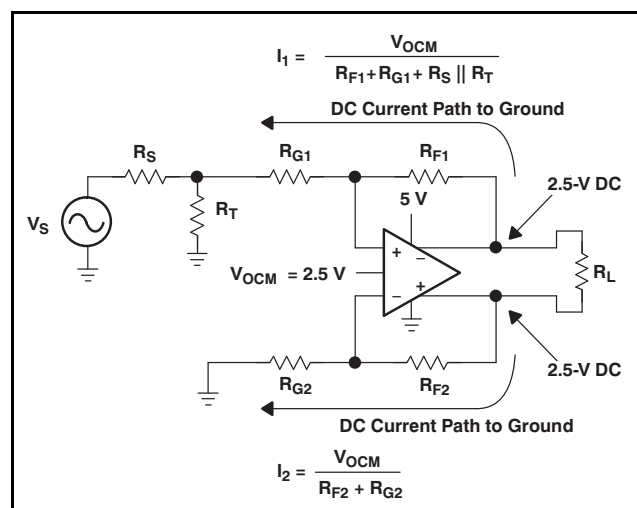 I1 = VOCM / RF1+RG1+ RS || RT
DC Current Path to Ground
RS
RG1
RF1
2.5-V DC
5 V
RT
VS
+
−
VOCM = 2.5 V
RL
−
+
RG2
RF2
2.5-V DC
DC Current Path to Ground
I2 = VOCM / RF2 + RG2